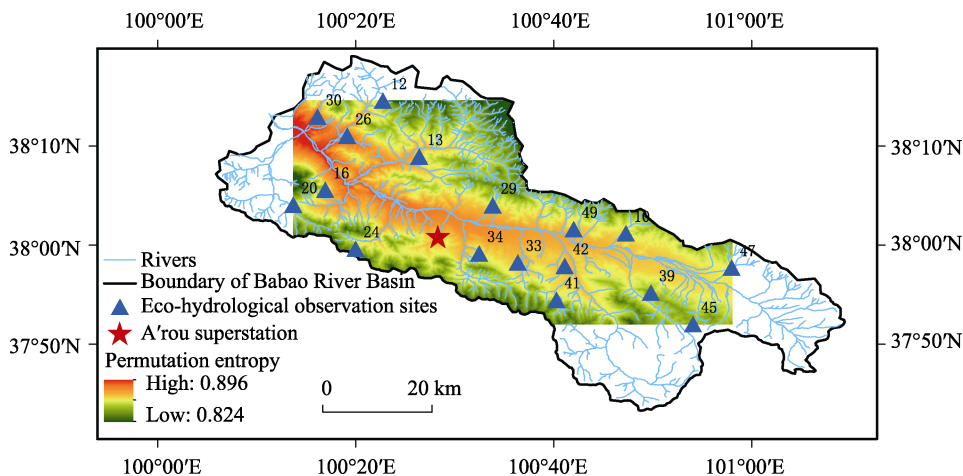 100°00′E 100°20′E 100°40′E 101°00′E
12
30
26
38°10′N 13 38°10′N
16
20 29
49 10
24
38°00′N 34 33 42 47 38°00′N
Rivers
Boundary of Babao River Basin 41 39
Eco-hydrological observation sites
45
A′rou superstation
37°50′N 37°50′N
Permutation entropy
High: 0.896
0 20 km
Low: 0.824
100°00′E 100°20′E 100°40′E 101°00′E